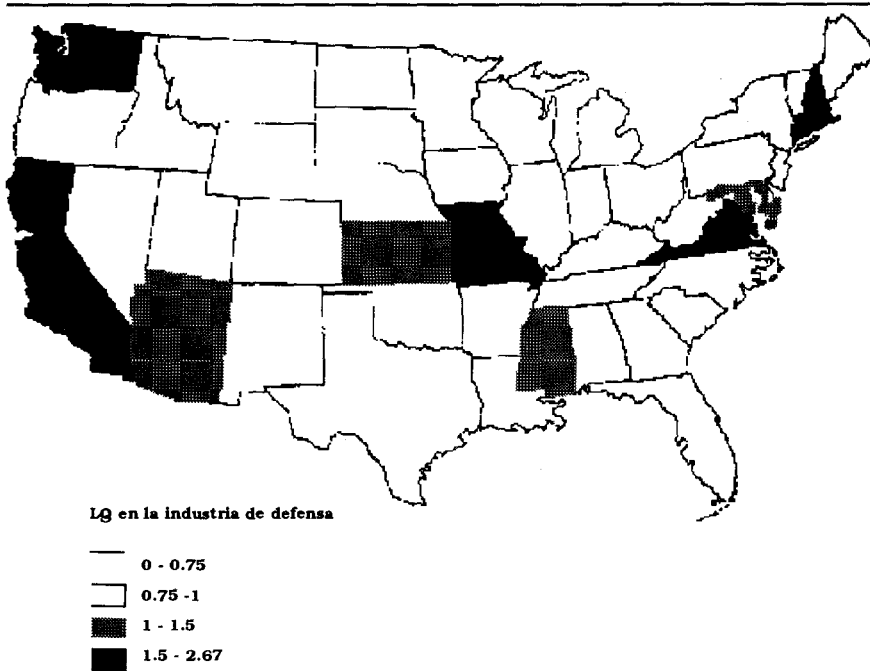 LQ en la industria de defensa
0 - 0.75
0.75 -1
1 - 1.5
1.5 - 2.67